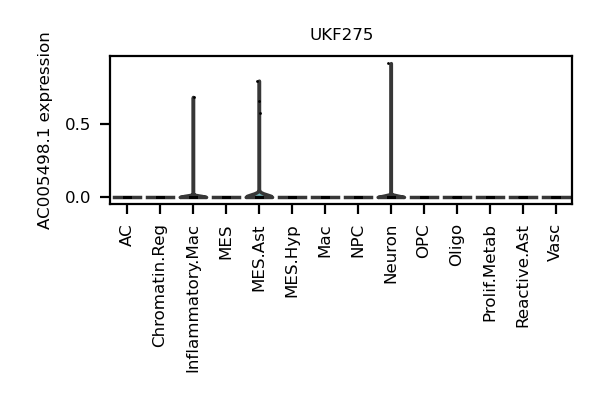 UKF275
AC005498.1 expression
0.5
0.0
AC
Chromatin.Reg
Inflammatory.Mac
MES
MES.Ast
MES.Hyp
Mac
NPC
Neuron
OPC
Oligo
Prolif.Metab
Reactive.Ast
Vasc